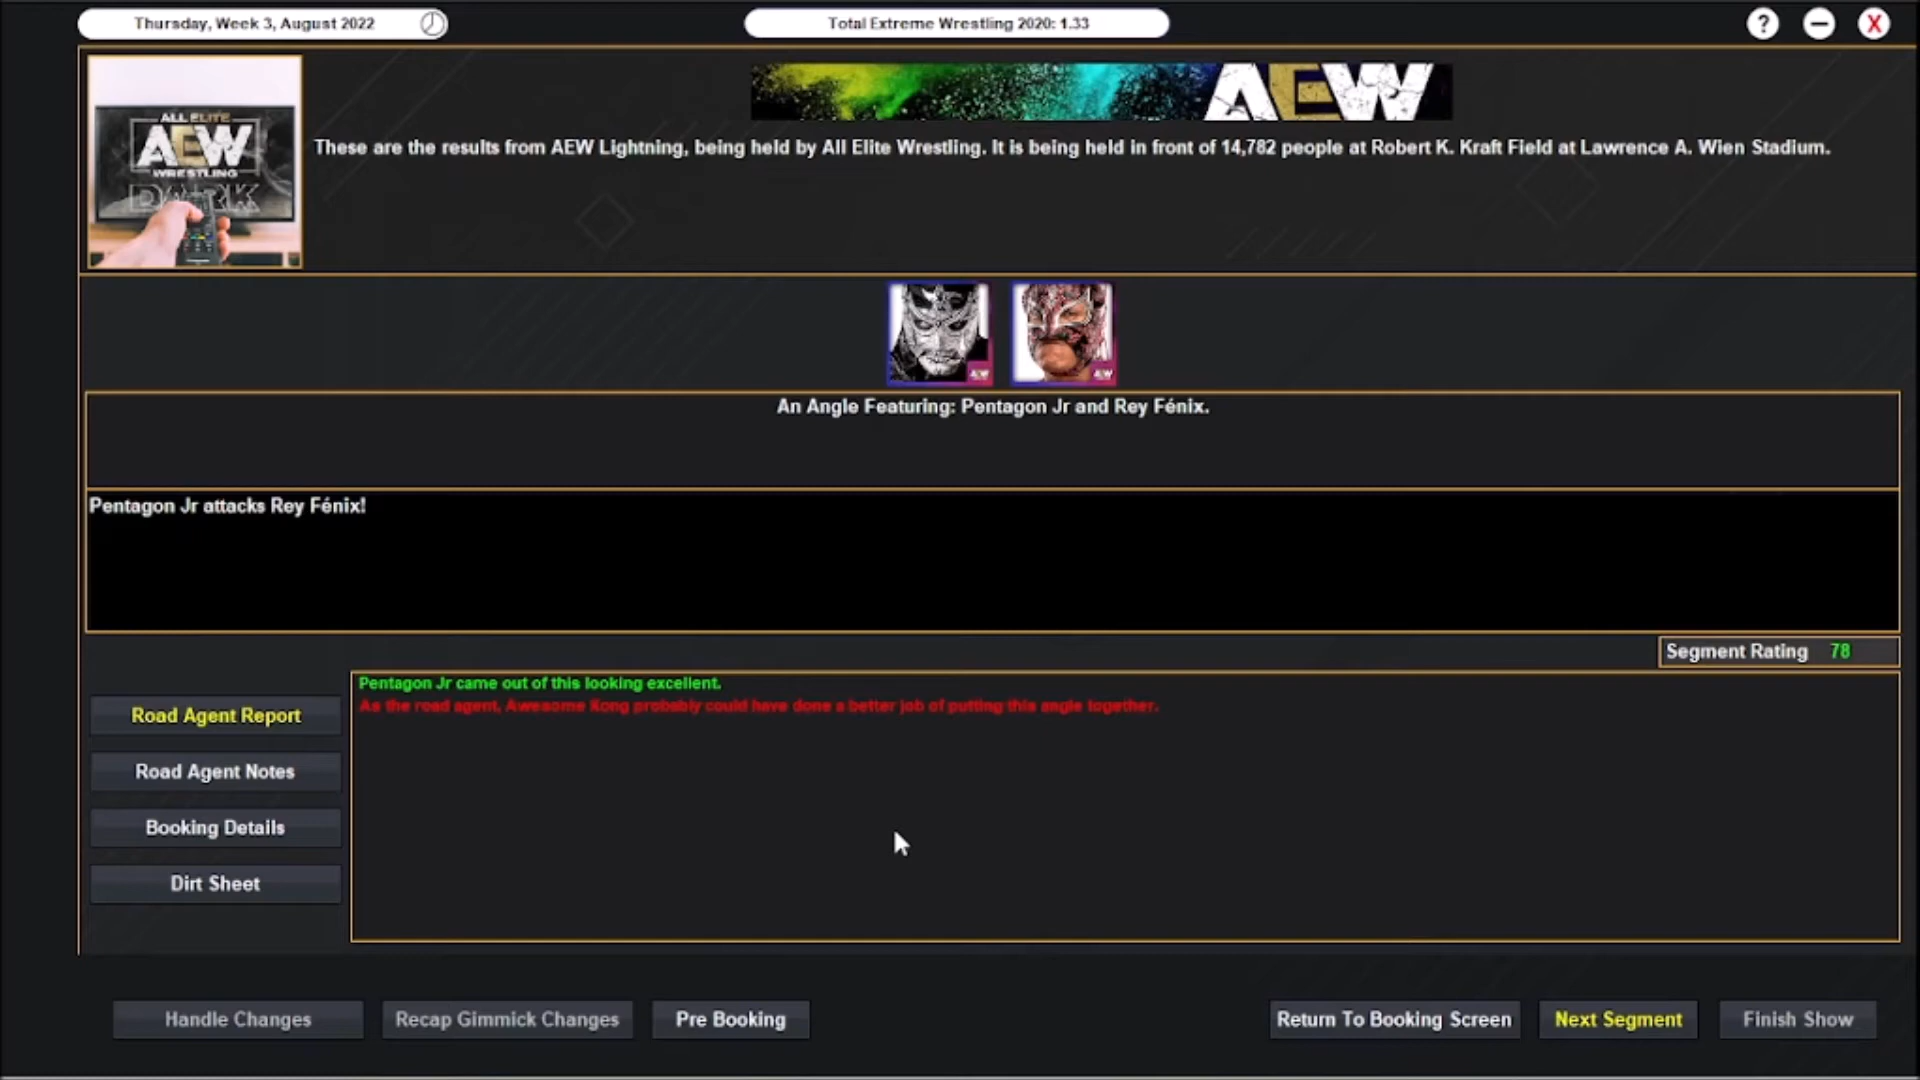 Thursday, Week 3, August 2022
Total Extreme Wrestling 2020: 1.33
?
X
ALL ELITE
AEW
WRESTLING
DARK
AEW
These are the results from AEW Lightning, being held by All Elite Wrestling. It is being held in front of 14,782 people at Robert K. Kraft Field at Lawrence A. Wien Stadium.
AEW
AEW
An Angle Featuring: Pentagon Jr and Rey Fénix.
Pentagon Jr attacks Rey Fénix!
Segment Rating 78
Pentagon Jr came out of this looking excellent.
As the road agent, Awesome Kong probably could have done a better job of putting this angle together.
Road Agent Report
Road Agent Notes
Booking Details
Dirt Sheet
Handle Changes
Recap Gimmick Changes
Pre Booking
Return To Booking Screen
Next Segment
Finish Show